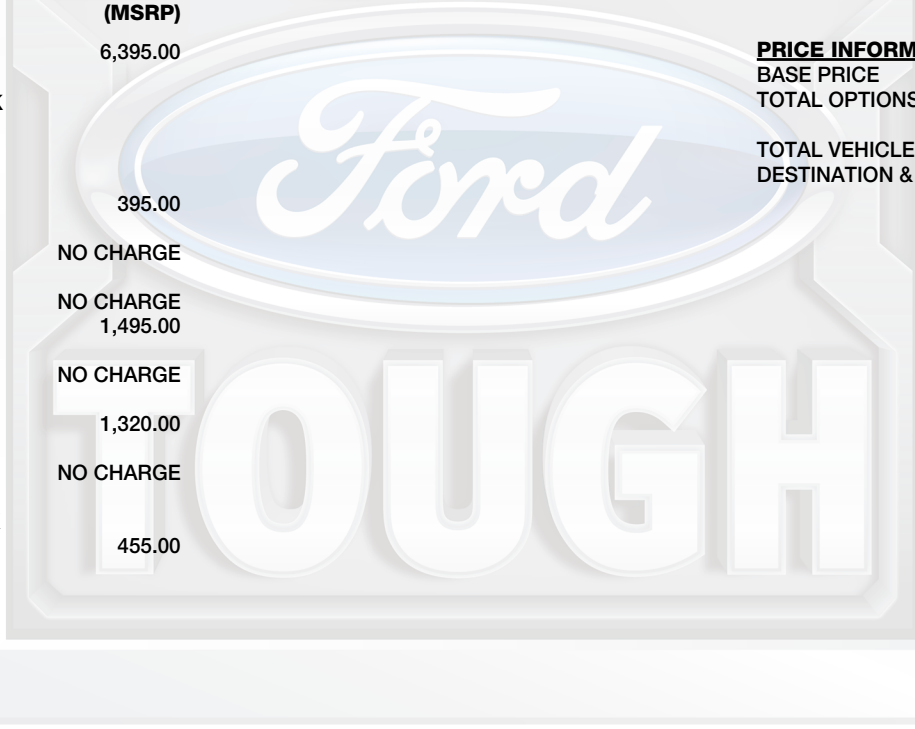 (MSRP)
6,395.00
395.00
NO CHARGE
NO CHARGE
1,495.00
NO CHARGE
1,320.00
NO CHARGE
455.00
PRICE INFORM
BASE PRICE
TOTAL OPTIONS
TOTAL VEHICLE
DESTINATION &
Ford
TOUGH